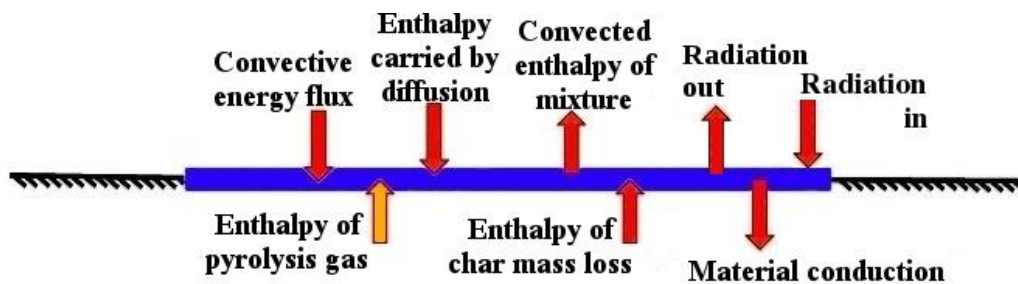 Convective
energy flux
Enthalpy
carried by
diffusion
Convected
enthalpy of
mixture
Radiation
out
Radiation
in
Enthalpy of
pyrolysis gas
Enthalpy of
char mass loss
Material conduction